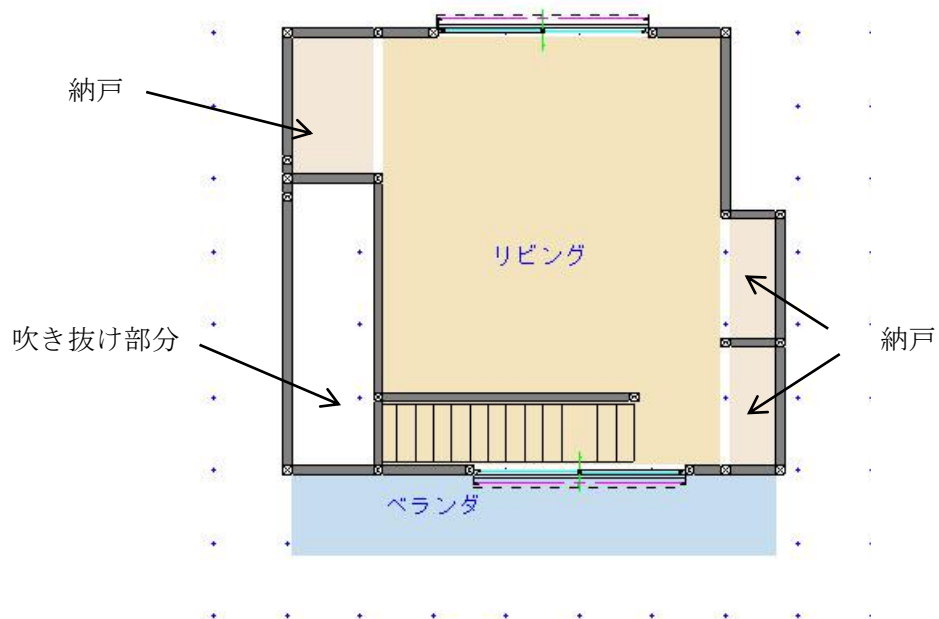 納戸
リビング
吹き抜け部分
納戸
ベランダ